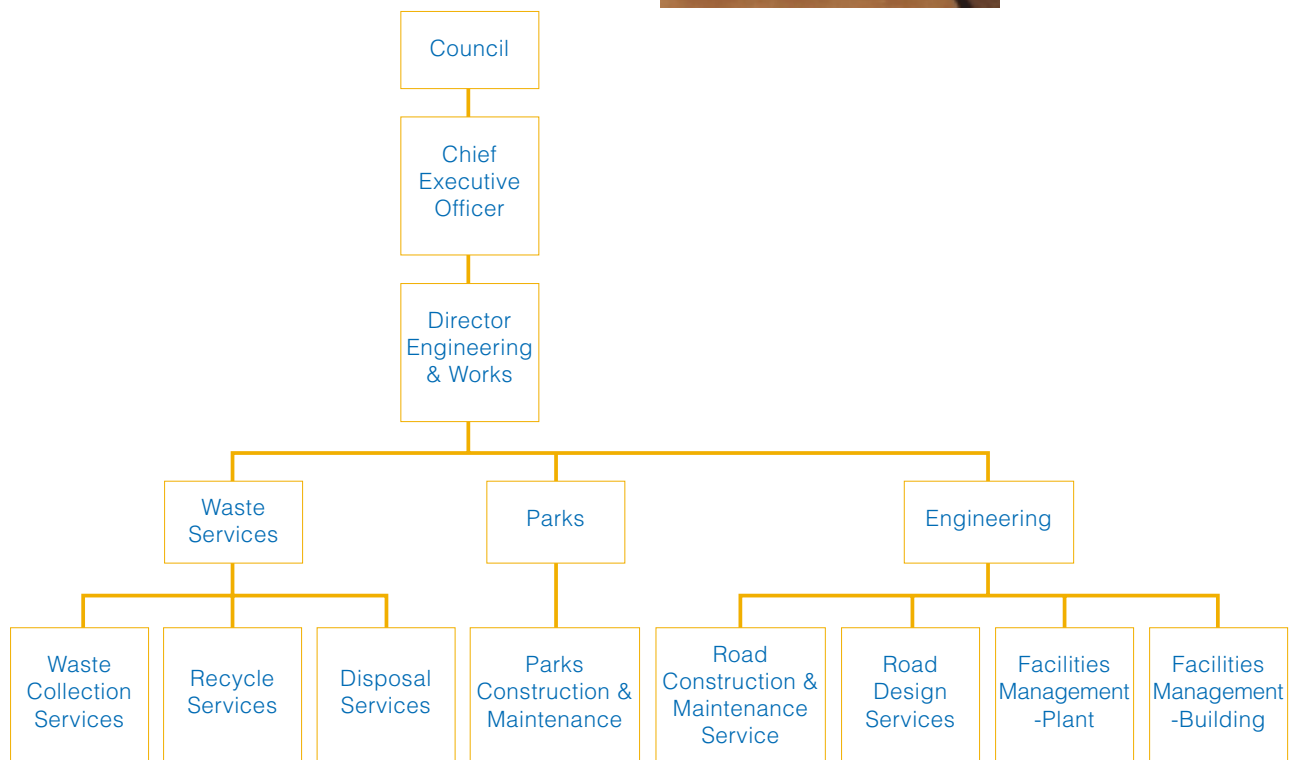 Council
Chief
Executive
Officer
Director
Engineering
& Works
Waste
Services
Parks
Engineering
Waste
Collection
Services
Recycle
Services
Disposal
Services
Parks
Construction &
Maintenance
Road
Construction &
Maintenance
Service
Road
Design
Services
Facilities
Management
-Plant
Facilities
Management
-Building